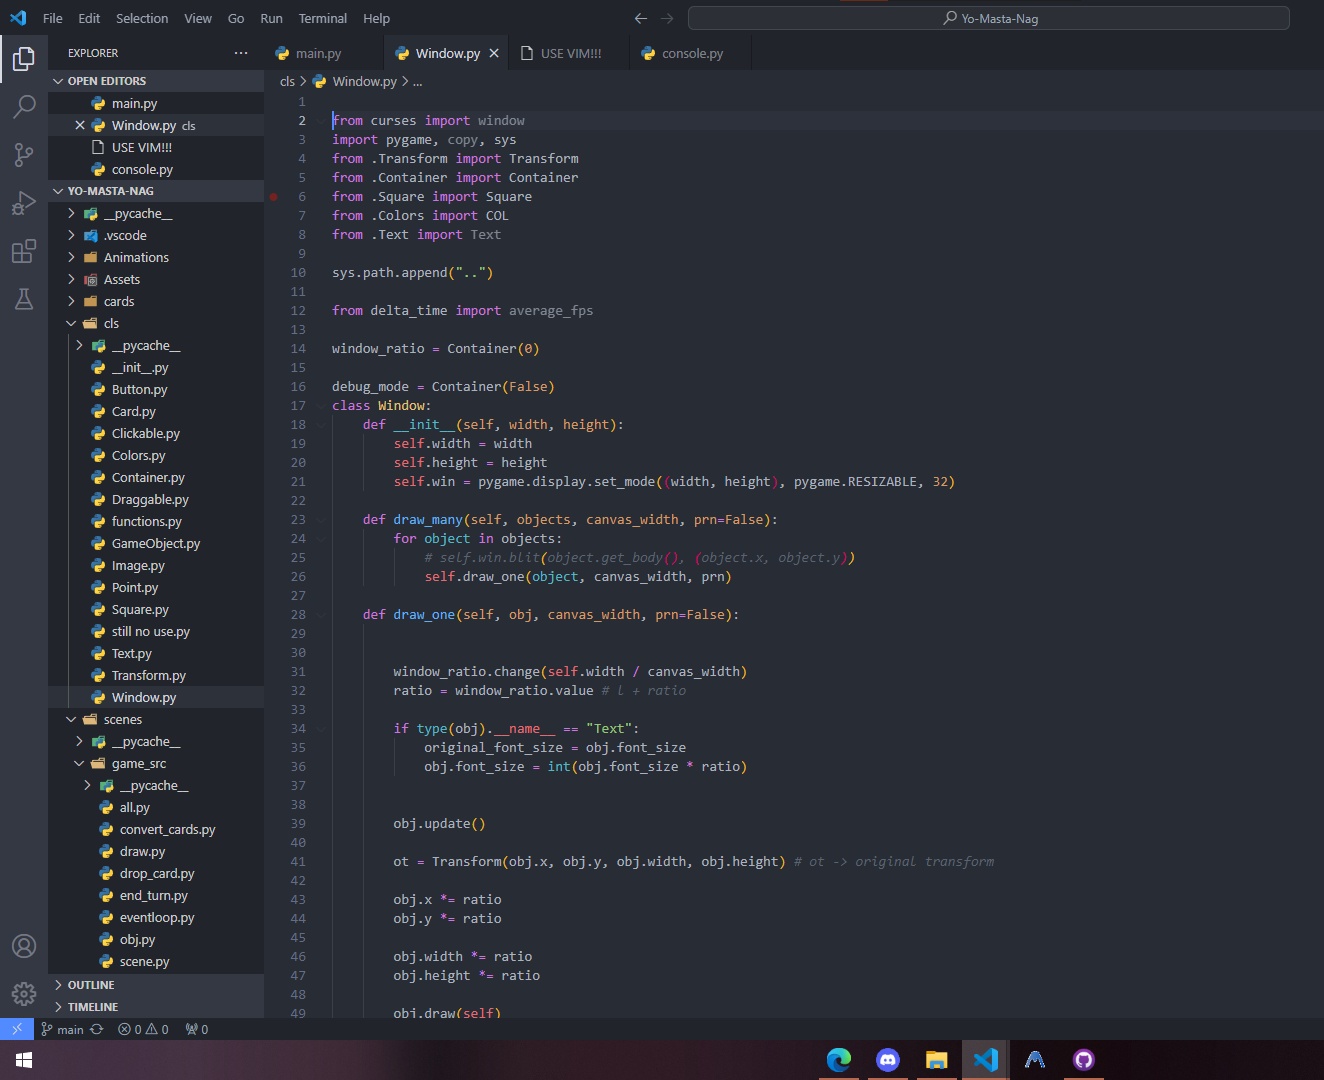 File Edit Selection View Go Run Terminal Help
Yo-Masta-Nag
EXPLORER
main.py Window.py USE VIM!!! console.py
OPEN EDITORS
main.py
Window.py cls
USE VIM!!!
console.py
YO-MASTA-NAG
__pycache__
.vscode
Animations
Assets
cards
cls
__pycache__
__init__.py
Button.py
Card.py
Clickable.py
Colors.py
Container.py
Draggable.py
functions.py
GameObject.py
Image.py
Point.py
Square.py
still no use.py
Text.py
Transform.py
Window.py
scenes
__pycache__
game_src
__pycache__
all.py
convert_cards.py
draw.py
drop_card.py
end_turn.py
eventloop.py
obj.py
scene.py
OUTLINE
TIMELINE
cls > Window.py > ...
1
2 from curses import window
3 import pygame, copy, sys
4 from .Transform import Transform
5 from .Container import Container
6 from .Square import Square
7 from .Colors import COL
8 from .Text import Text
9
10 sys.path.append("..")
11
12 from delta_time import average_fps
13
14 window_ratio = Container(0)
15
16 debug_mode = Container(False)
17 class Window:
18 def __init__(self, width, height):
19 self.width = width
20 self.height = height
21 self.win = pygame.display.set_mode((width, height), pygame.RESIZABLE, 32)
22
23 def draw_many(self, objects, canvas_width, prn=False):
24 for object in objects:
25 # self.win.blit(object.get_body(), (object.x, object.y))
26 self.draw_one(object, canvas_width, prn)
27
28 def draw_one(self, obj, canvas_width, prn=False):
29
30
31 window_ratio.change(self.width / canvas_width)
32 ratio = window_ratio.value # l + ratio
33
34 if type(obj).__name__ == "Text":
35 original_font_size = obj.font_size
36 obj.font_size = int(obj.font_size * ratio)
37
38
39 obj.update()
40
41 ot = Transform(obj.x, obj.y, obj.width, obj.height) # ot -> original transform
42
43 obj.x *= ratio
44 obj.y *= ratio
45
46 obj.width *= ratio
47 obj.height *= ratio
48
49 obj.draw(self)
main 0 0 0